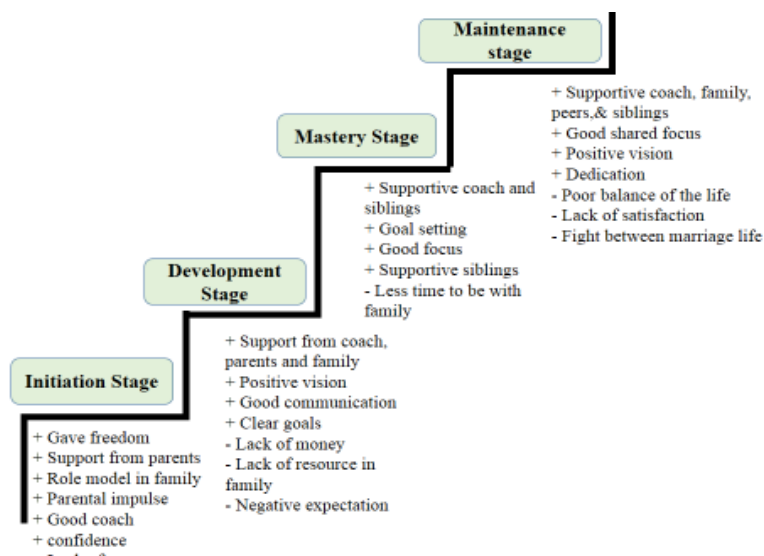 Maintenance
stage
+ Supportive coach, family,
peers,& siblings
+ Good shared focus
+ Positive vision
+ Dedication
- Poor balance of the life
- Lack of satisfaction
- Fight between marriage life
Mastery Stage
+ Supportive coach and
siblings
+ Goal setting
+ Good focus
+ Supportive siblings
- Less time to be with
family
Development
Stage
+ Support from coach,
parents and family
+ Positive vision
+ Good communication
+ Clear goals
- Lack of money
- Lack of resource in
family
- Negative expectation
Initiation Stage
+ Gave freedom
+ Support from parents
+ Role model in family
+ Parental impulse
+ Good coach
+ confidence